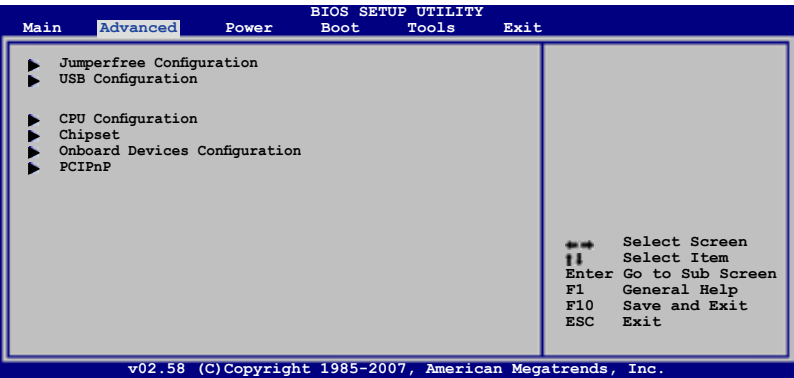 BIOS SETUP UTILITY
Main Advanced Power Boot Tools Exit
Jumperfree Configuration
USB Configuration
CPU Configuration
Chipset
Onboard Devices Configuration
PCIPnP
Select Screen
Select Item
Enter Go to Sub Screen
F1 General Help
F10 Save and Exit
ESC Exit
v02.58 (C)Copyright 1985-2007, American Megatrends, Inc.